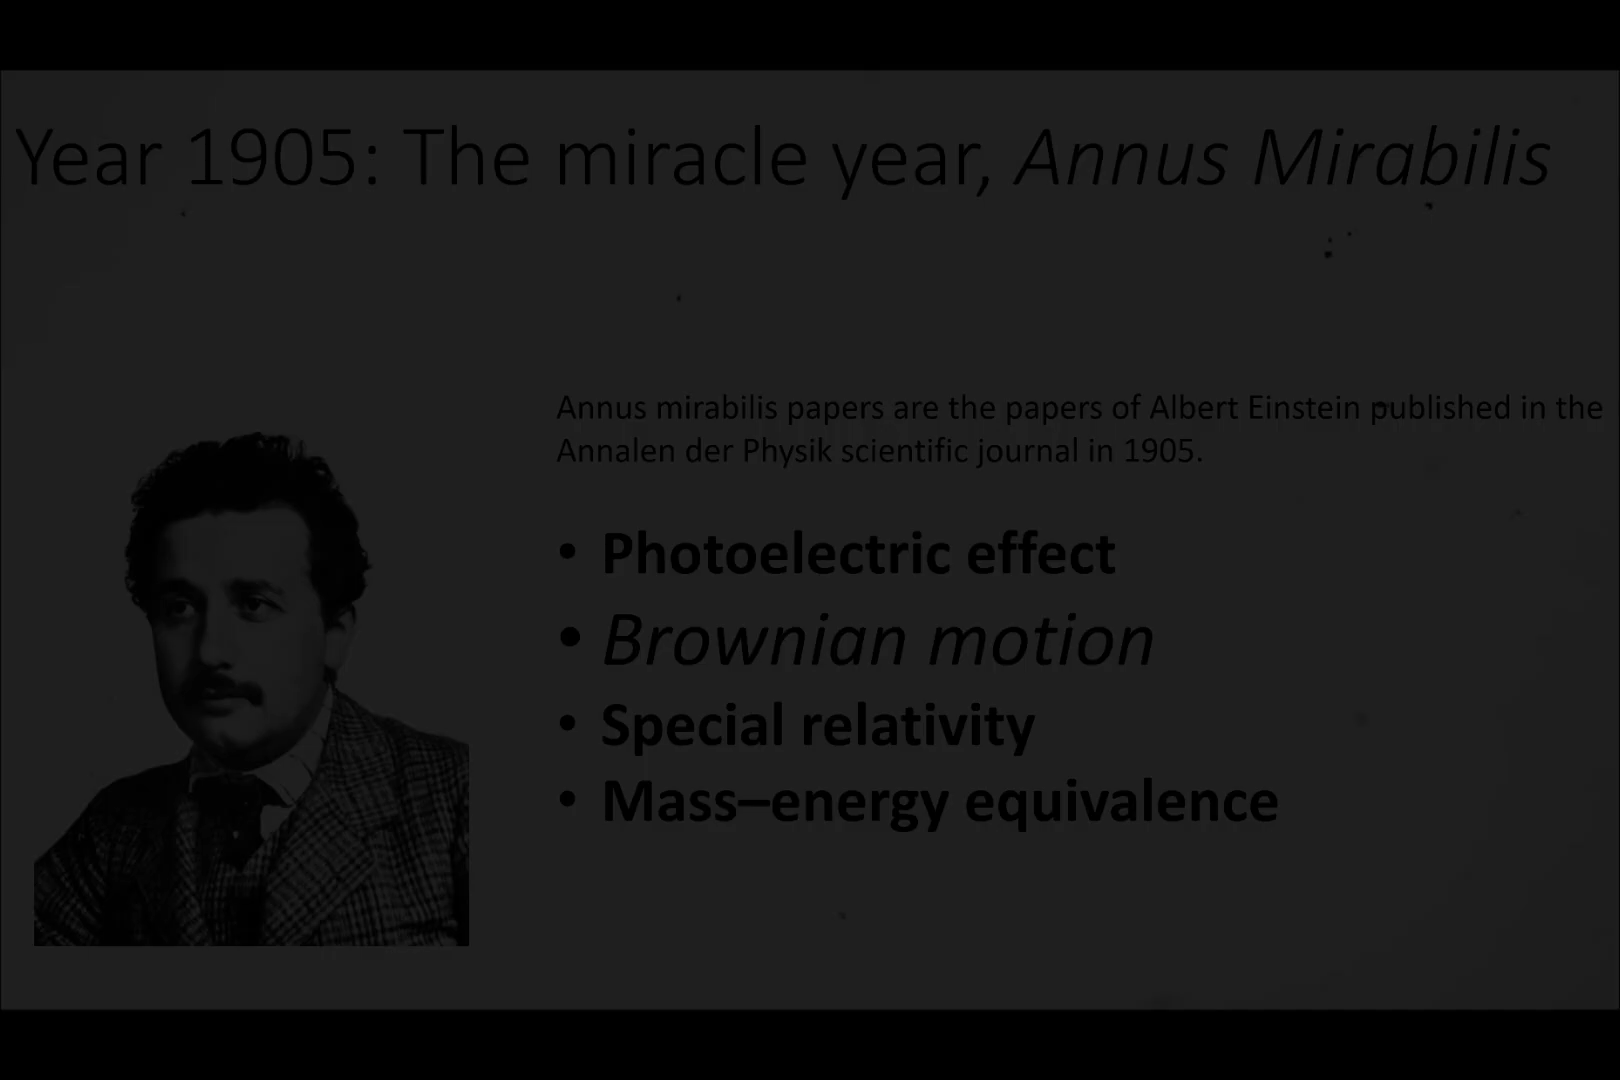 Year 1905: The miracle year, Annus Mirabilis
Annus mirabilis papers are the papers of Albert Einstein published in the
Annalen der Physik scientific journal in 1905.
• Photoelectric effect
• Brownian motion
• Special relativity
• Mass–energy equivalence